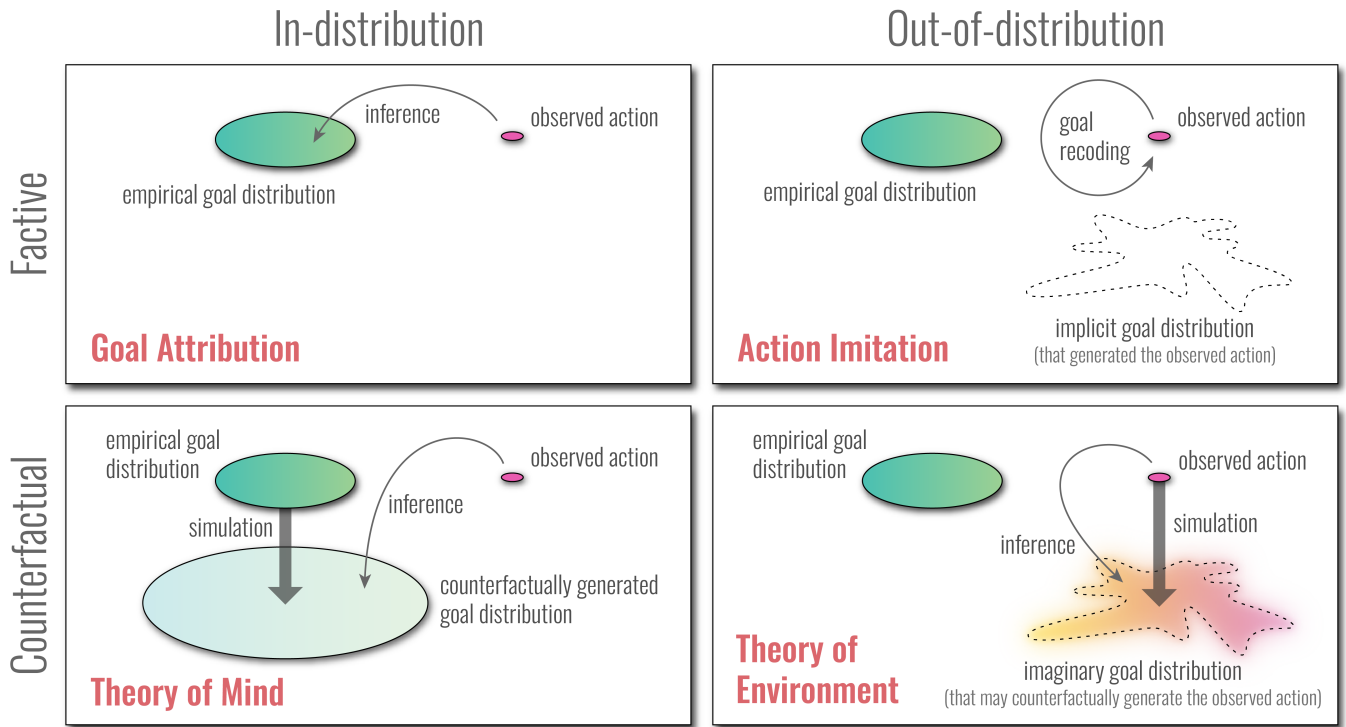 In-distribution
Out-of-distribution
Factive
inference
observed action
empirical goal distribution
Goal Attribution
goal
recoding
observed action
empirical goal distribution
implicit goal distribution
(that generated the observed action)
Action Imitation
Counterfactual
empirical goal
distribution
observed action
inference
simulation
counterfactually generated
goal distribution
Theory of Mind
empirical goal
distribution
observed action
simulation
inference
Theory of
Environment
imaginary goal distribution
(that may counterfactually generate the observed action)